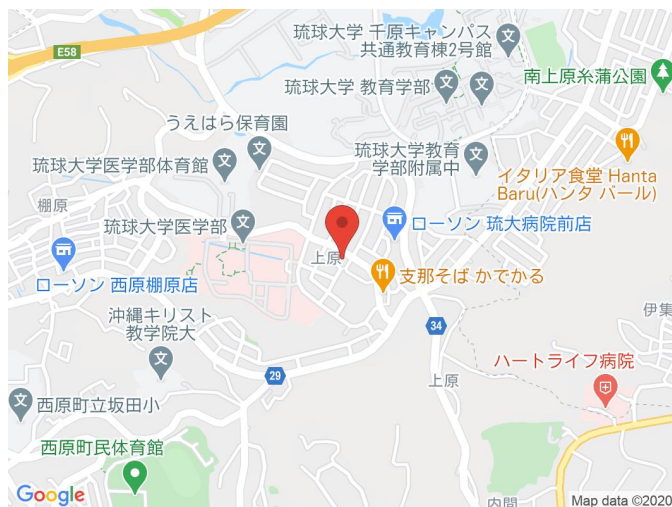 E58
琉球大学 千原キャンパス
共通教育棟2号館
琉球大学 教育学部
南上原糸蒲公園
うえはら保育園
琉球大学医学部体育館
琉球大学教育
学部附属中
イタリア食堂 Hanta
Baru(ハンタ バール)
棚原
琉球大学医学部
ローソン 琉大病院前店
ローソン 西原棚原店
上原
支那そば かでかる
沖縄キリスト
教学院大
34
伊集
29
上原
ハートライフ病院
西原町立坂田小
西原町民体育館
内間
Google
Map data ©2020